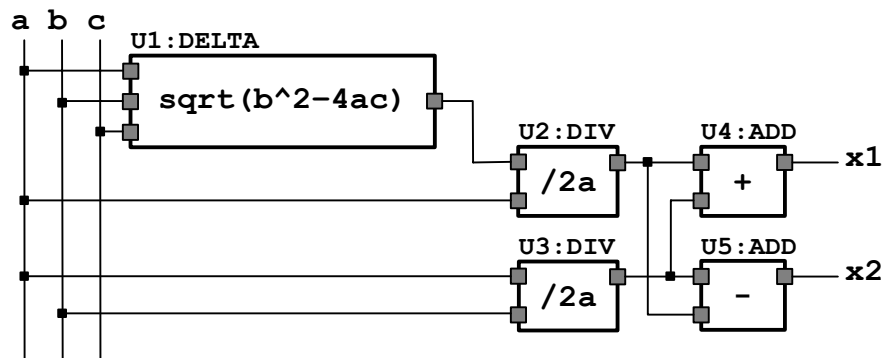 a b c
U1:DELTA
sqrt(b^2-4ac)
U2:DIV
/2a
U4:ADD
+
x1
U3:DIV
/2a
U5:ADD
-
x2